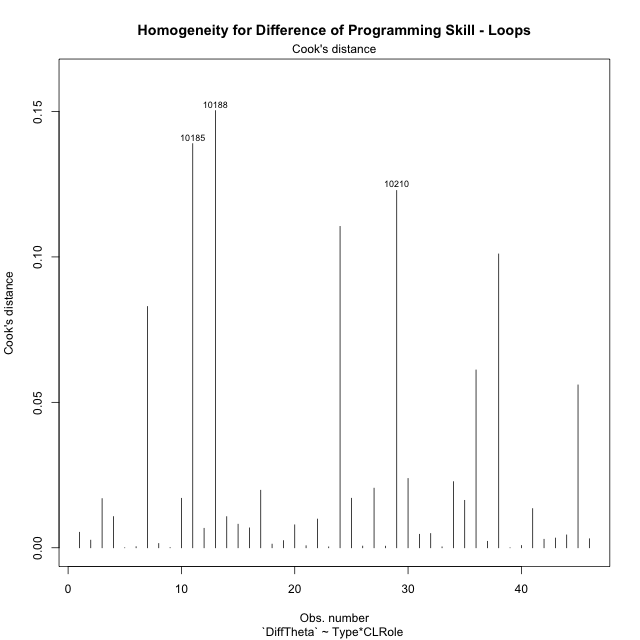 Homogeneity for Difference of Programming Skill - Loops
Cook's distance
10188
10185
10210
Cook's distance
0.15
0.10
0.05
0.00
0 10 20 30 40
Obs. number
`DiffTheta` ~ Type*CLRole